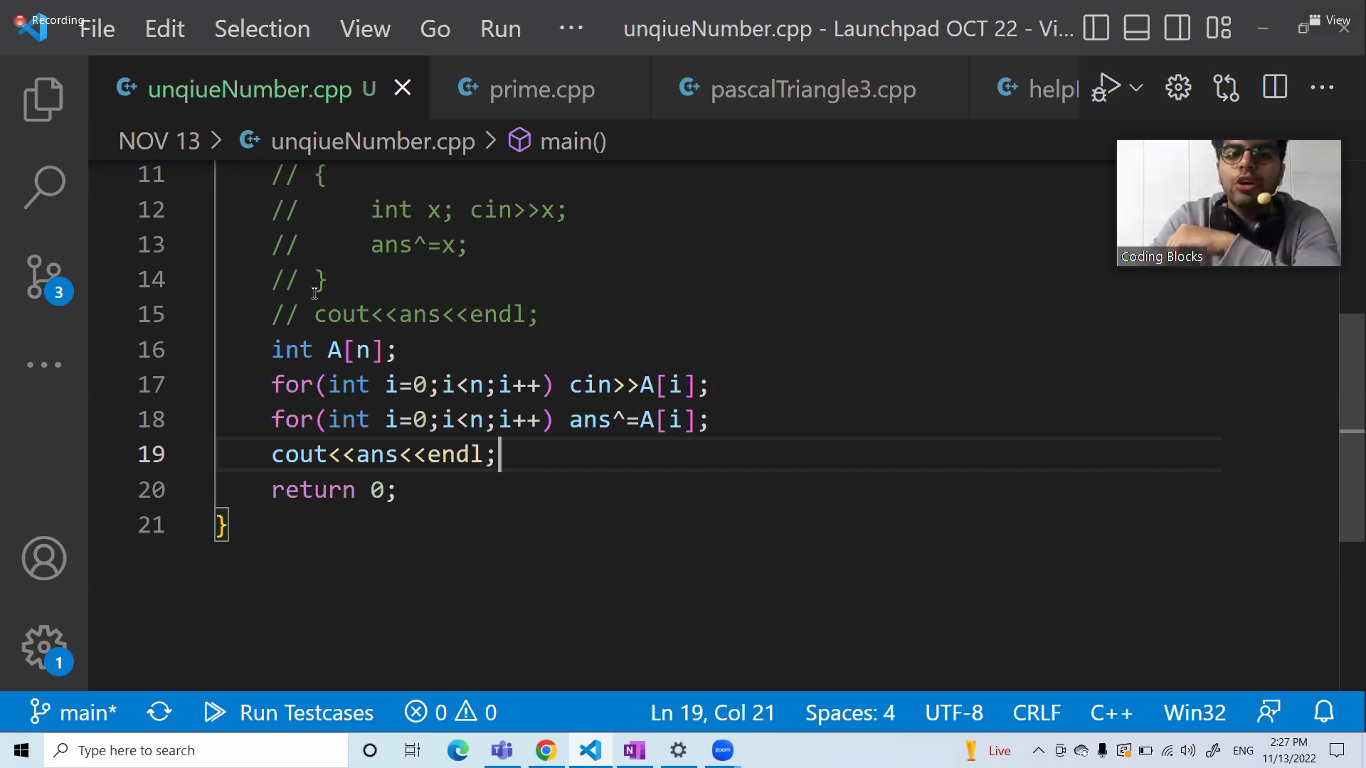 Recording
File Edit Selection View Go Run ··· unqiueNumber.cpp - Launchpad OCT 22 - Vi... View
unqiueNumber.cpp U prime.cpp pascalTriangle3.cpp helpl
NOV 13 > unqiueNumber.cpp > main()
11 // {
12 // int x; cin>>x;
13 // ans^=x;
14 // }
15 // cout<<ans<<endl;
16 int A[n];
17 for(int i=0;i<n;i++) cin>>A[i];
18 for(int i=0;i<n;i++) ans^=A[i];
19 cout<<ans<<endl;
20 return 0;
21 }
Coding Blocks
3
1
main* Run Testcases 0 0 Ln 19, Col 21 Spaces: 4 UTF-8 CRLF C++ Win32
Type here to search zoom Live ENG 2:27 PM
11/13/2022